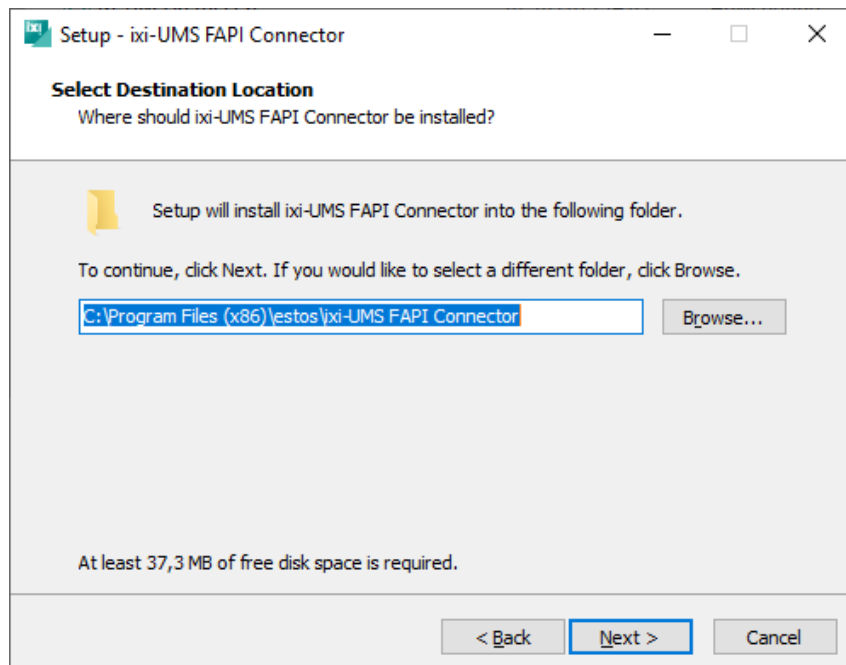 ixi
Setup - ixi-UMS FAPI Connector
Select Destination Location
Where should ixi-UMS FAPI Connector be installed?
Setup will install ixi-UMS FAPI Connector into the following folder.
To continue, click Next. If you would like to select a different folder, click Browse.
C:\Program Files (x86)\estos\ixi-UMS FAPI Connector
Browse...
At least 37,3 MB of free disk space is required.
< Back
Next >
Cancel